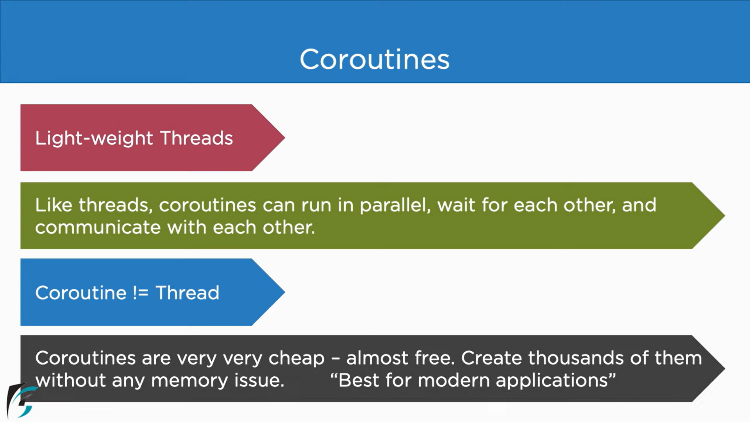 Coroutines
Light-weight Threads
Like threads, coroutines can run in parallel, wait for each other, and
communicate with each other.
Coroutine != Thread
Coroutines are very very cheap – almost free. Create thousands of them
without any memory issue. “Best for modern applications”